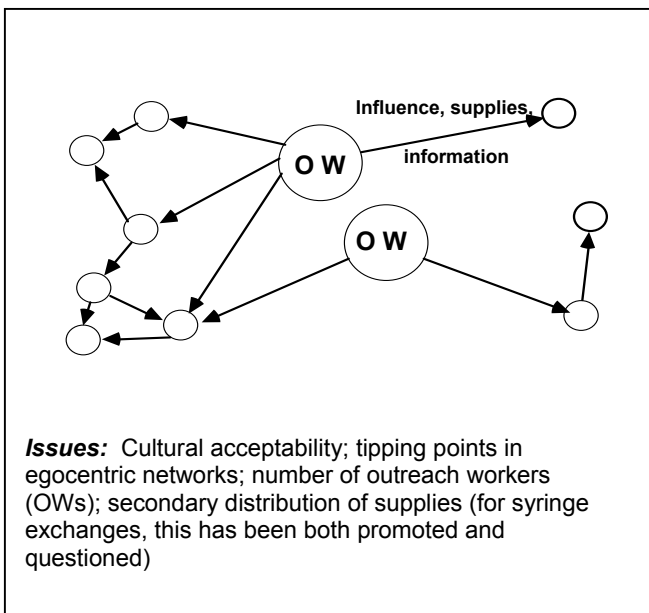 Influence, supplies,
information
O W
O W
Issues: Cultural acceptability; tipping points in
egocentric networks; number of outreach workers
(OWs); secondary distribution of supplies (for syringe
exchanges, this has been both promoted and
questioned)